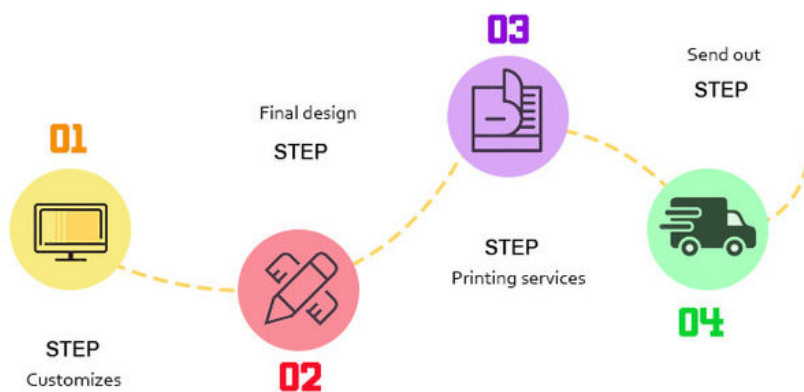 01
STEP
Customizes
Final design
STEP
02
03
STEP
Printing services
Send out
STEP
04